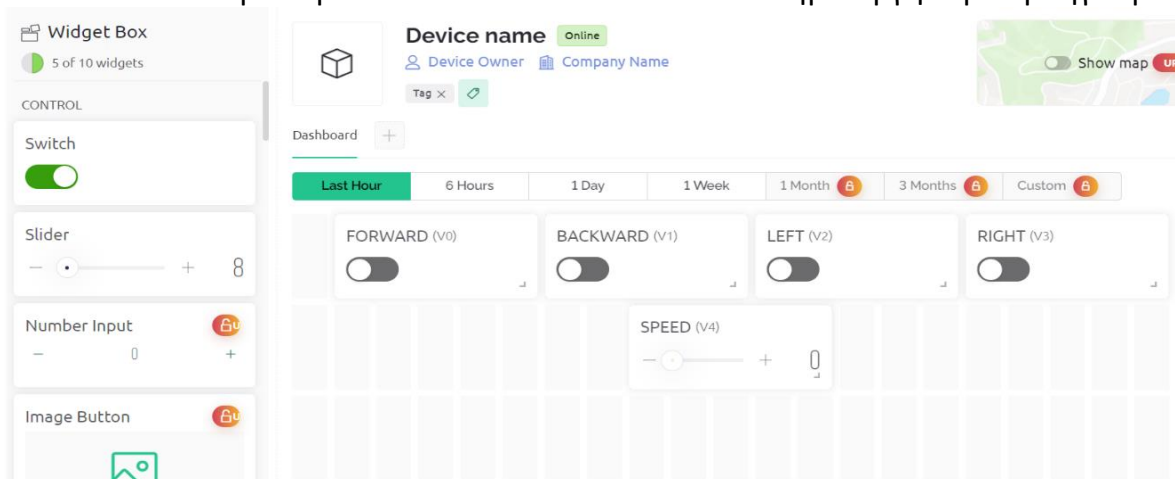 Widget Box
5 of 10 widgets
CONTROL
Switch
Slider
8
Number Input
0
Image Button
Device name Online
Device Owner Company Name
Tag ×
Show map
Dashboard +
Last Hour 6 Hours 1 Day 1 Week 1 Month 3 Months Custom
FORWARD (V0) BACKWARD (V1) LEFT (V2) RIGHT (V3)
SPEED (V4)
0